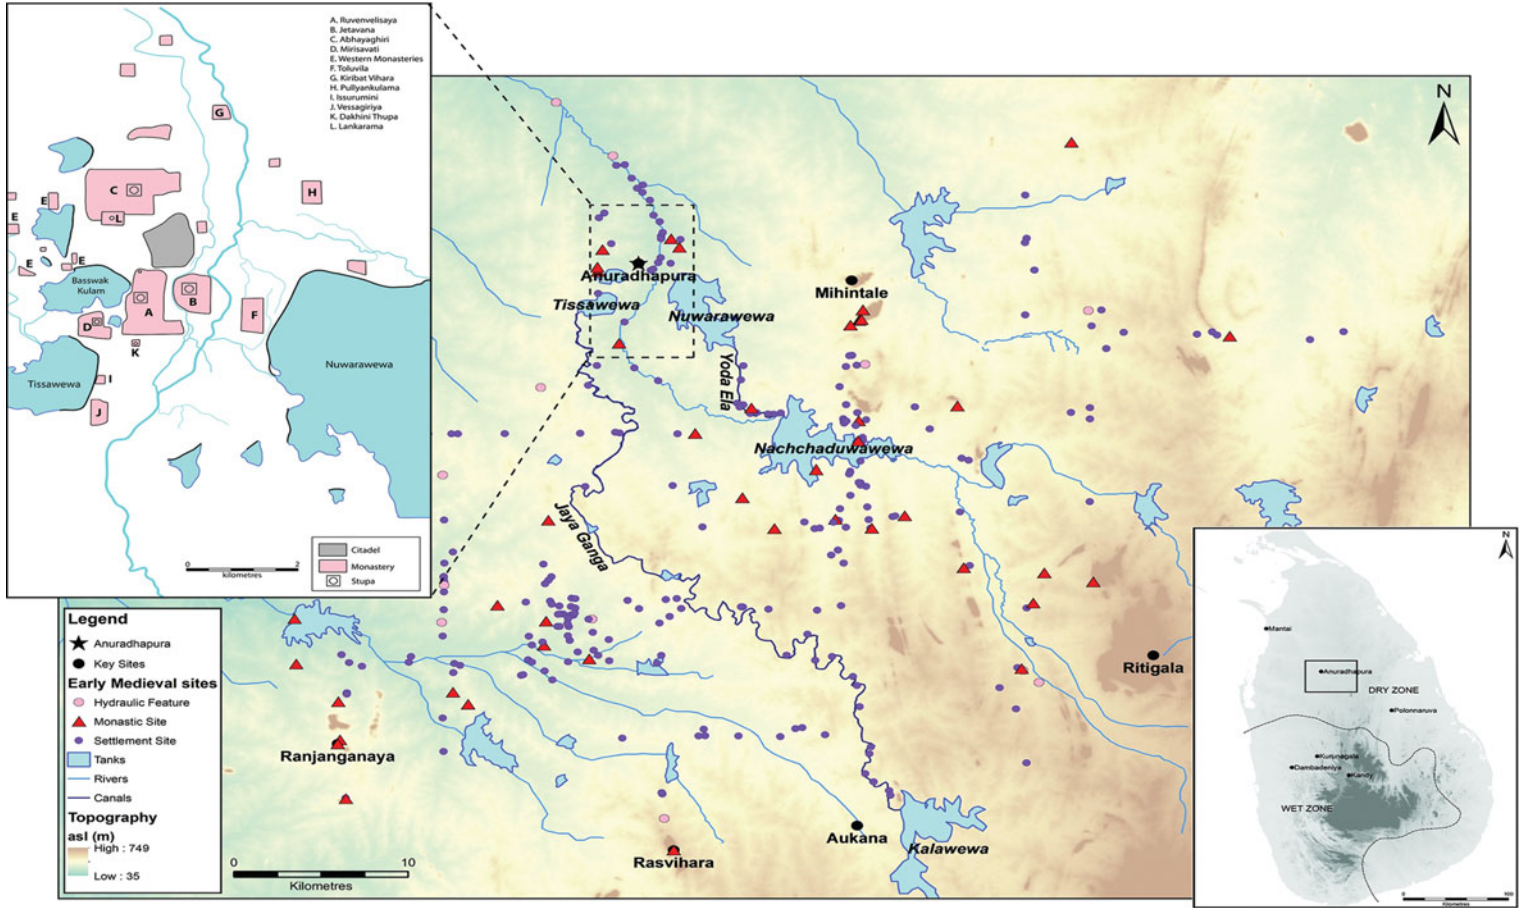 A. Ruvenvelisaya
B. Jetavana
C. Abhayaghiri
D. Mirisavati
E. Western Monasteries
F. Toluvila
G. Kiribat Vihara
H. Pullyankulama
I. Issurumini
J. Vessagiriya
K. Dakhini Thupa
L. Lankarama
G
C
H
E
L
E
E
E
Basswak
Kulam
B
A
F
D
K
Tissawewa
I
J
Nuwarawewa
Citadel
Monastery
Stupa
0 2
kilometres
N
Anuradhapura
Tissawewa
Nuwarawewa
Mihintale
Yoda Ela
Nachchaduwawewa
Jaya Ganga
Ritigala
Ranjanganaya
Aukana
Rasvihara
Kalawewa
Legend
Anuradhapura
Key Sites
Early Medieval sites
Hydraulic Feature
Monastic Site
Settlement Site
Tanks
Rivers
Canals
Topography
asl (m)
High : 749
Low : 35
0 10
Kilometres
N
Mantai
Anuradhapura
DRY ZONE
Polonnaruva
Kurunegala
Dambadeniya
Kandy
WET ZONE
0 100
Kilometres